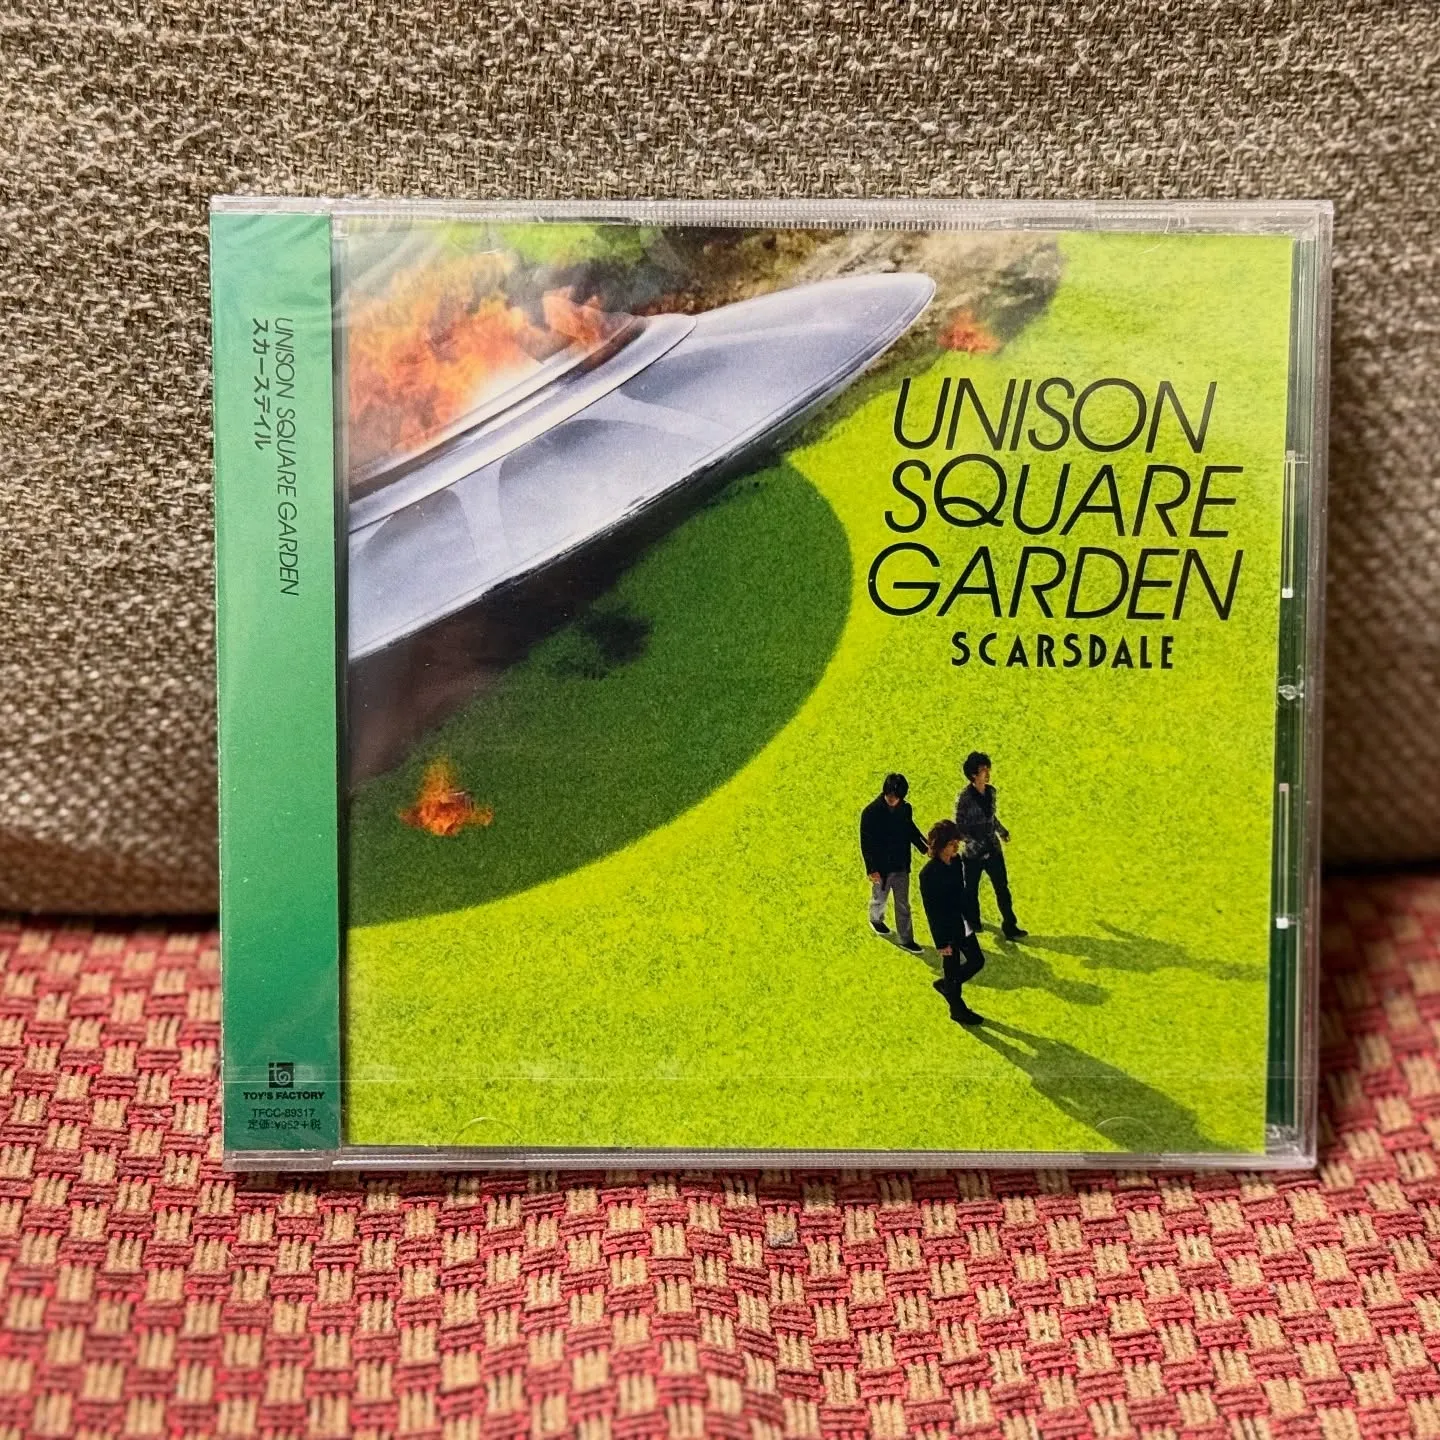 UNISON SQUARE GARDEN
スカースデイル
TOY'S FACTORY
TFCC-89317
定価:¥952+税
UNISON
SQUARE
GARDEN
SCARSDALE